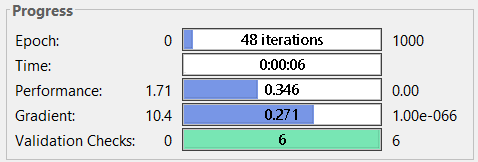 Progress
Epoch: 0 48 iterations 1000
Time: 0:00:06
Performance: 1.71 0.346 0.00
Gradient: 10.4 0.271 1.00e-066
Validation Checks: 0 6 6